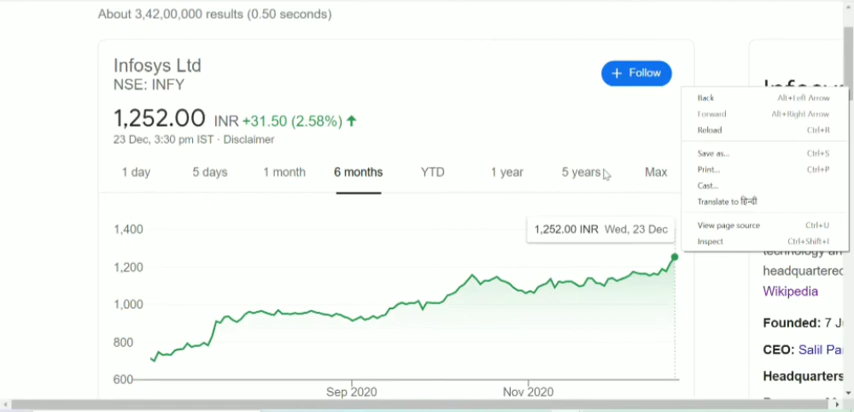 About 3,42,00,000 results (0.50 seconds)
Infosys Ltd
NSE: INFY
+ Follow
1,252.00 INR +31.50 (2.58%) ↑
23 Dec, 3:30 pm IST · Disclaimer
1 day 5 days 1 month 6 months YTD 1 year 5 years Max
1,252.00 INR Wed, 23 Dec
1,400
1,200
1,000
800
600
Sep 2020 Nov 2020
Back Alt+Left Arrow
Forward Alt+Right Arrow
Reload Ctrl+R
Save as... Ctrl+S
Print... Ctrl+P
Cast...
Translate to हिन्दी
View page source Ctrl+U
Inspect Ctrl+Shift+I
headquartered
Wikipedia
Founded: 7
CEO: Salil
Headquarters